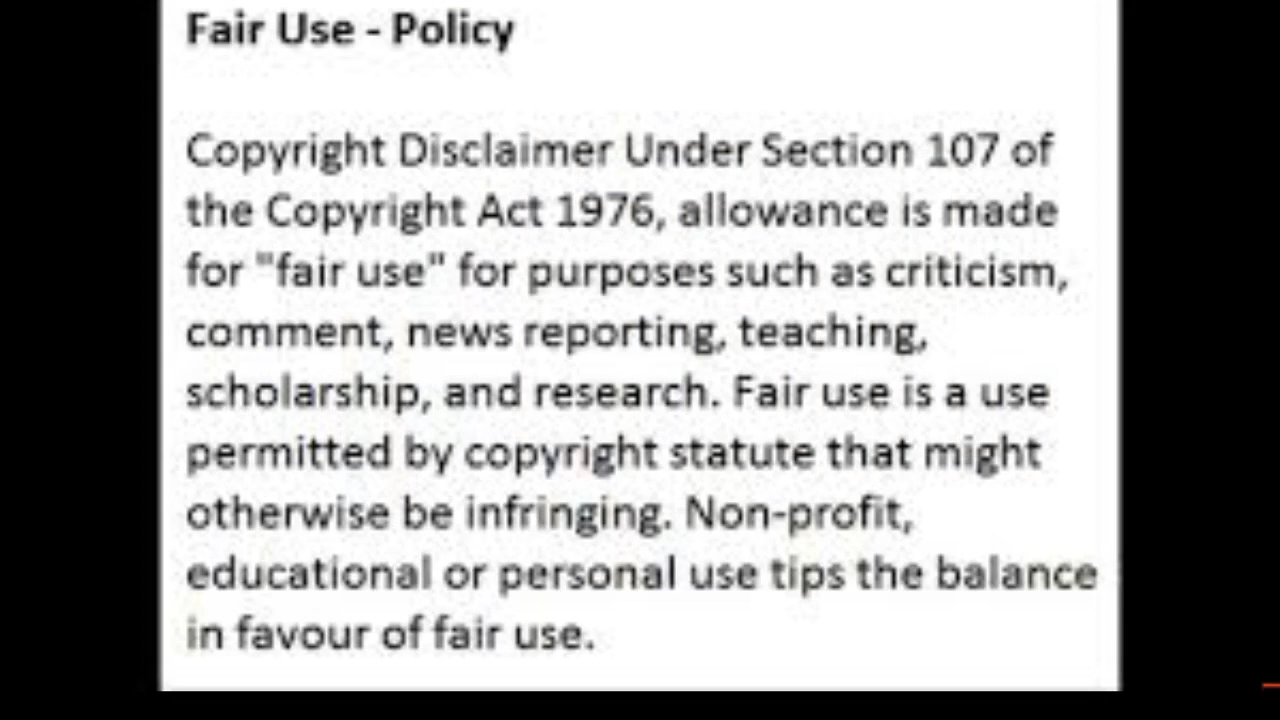 Fair Use - Policy
Copyright Disclaimer Under Section 107 of
the Copyright Act 1976, allowance is made
for "fair use" for purposes such as criticism,
comment, news reporting, teaching,
scholarship, and research. Fair use is a use
permitted by copyright statute that might
otherwise be infringing. Non-profit,
educational or personal use tips the balance
in favour of fair use.